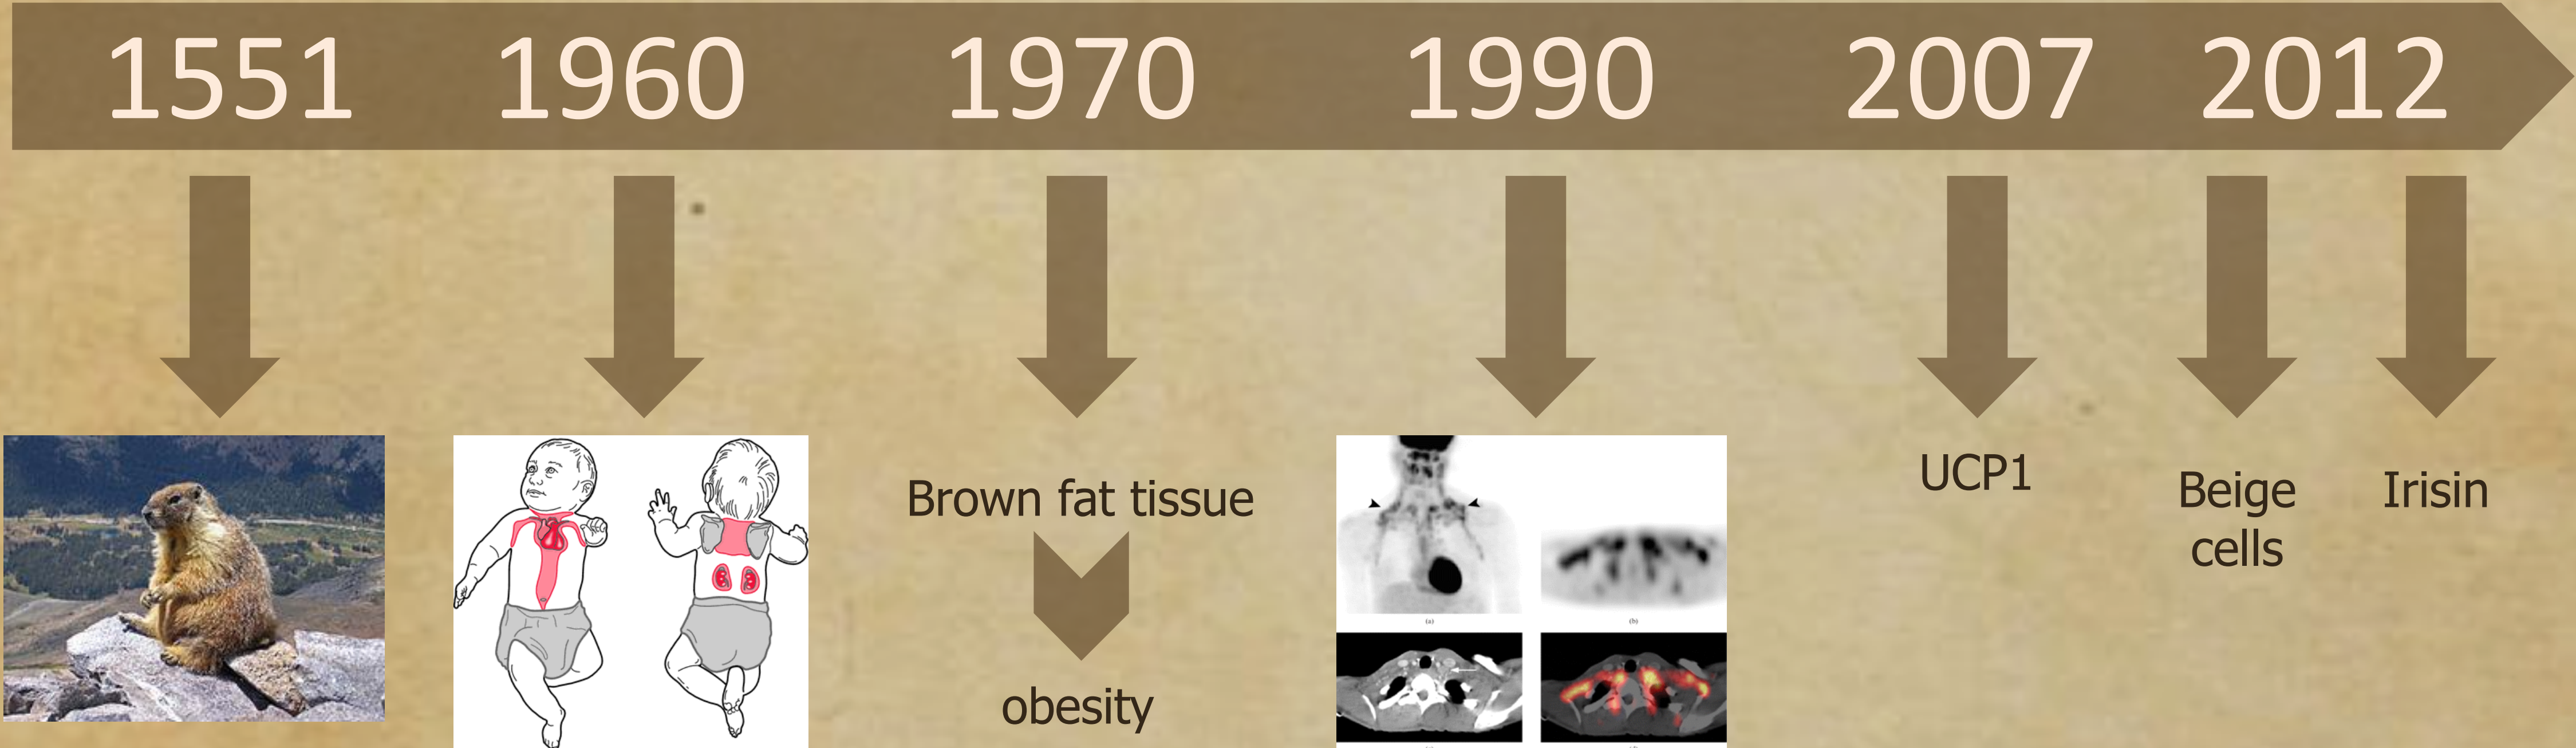 1551 1960 1970 1990 2007 2012
Brown fat tissue
obesity
(a) (b)
UCP1
Beige
cells
Irisin